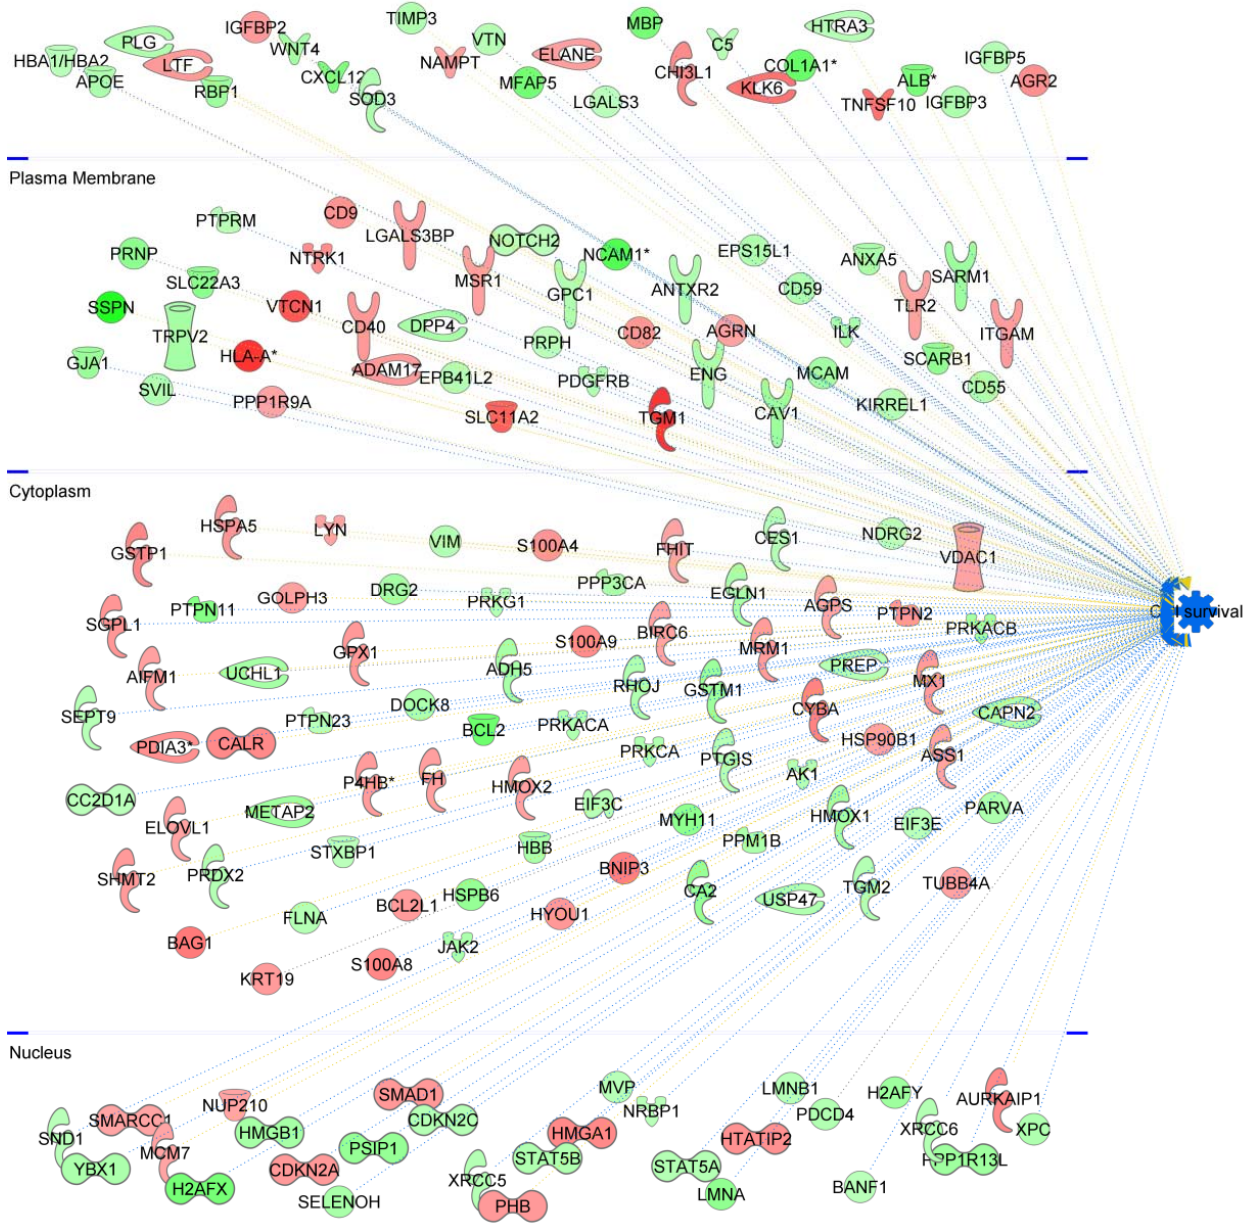 TIMP3
MBP
HTRA3
IGFBP2
PLG
WNT4
VTN
C5
HBA1/HBA2
LTF
NAMPT
ELANE
COL1A1*
IGFBP5
APOE
RBP1
CXCL12
SOD3
MFAP5
LGALS3
CHI3L1
KLK6
TNFSF10
ALB*
IGFBP3
AGR2
Plasma Membrane
PTPRM
CD9
LGALS3BP
NOTCH2
NCAM1*
EPS15L1
PRNP
NTRK1
ANXA5
SARM1
SLC22A3
MSR1
GPC1
ANTXR2
CD59
TLR2
SSPN
VTCN1
CD40
DPP4
CD82
AGRN
ILK
ITGAM
TRPV2
PRPH
GJA1
HLA-A*
ADAM17
EPB41L2
PDGFRB
ENG
MCAM
SCARB1
CD55
SVIL
PPP1R9A
SLC11A2
TGM1
CAV1
KIRREL1
Cytoplasm
HSPA5
LYN
VIM
S100A4
FHIT
CES1
NDRG2
VDAC1
GSTP1
PTPN11
GOLPH3
DRG2
PRKG1
PPP3CA
EGLN1
AGPS
PTPN2
survival
SGPL1
GPX1
S100A9
BIRC6
MRM1
PRKACB
AIFM1
UCHL1
ADH5
RHOJ
GSTM1
PREP
MX1
SEPT9
PTPN23
DOCK8
BCL2
PRKACA
CYBA
CAPN2
PDIA3*
CALR
PRKCA
PTGIS
HSP90B1
ASS1
CC2D1A
P4HB*
FH
HMOX2
EIF3C
AK1
ELOVL1
METAP2
MYH11
HMOX1
EIF3E
PARVA
SHMT2
PRDX2
STXBP1
HBB
BNIP3
PPM1B
BCL2L1
HSPB6
CA2
USP47
TGM2
TUBB4A
BAG1
FLNA
HYOU1
KRT19
S100A8
JAK2
Nucleus
SMARCC1
NUP210
SMAD1
MVP
LMNB1
H2AFY
AURKAIP1
SND1
HMGB1
CDKN2C
NRBP1
PDCD4
XRCC6
XPC
YBX1
MCM7
CDKN2A
PSIP1
HMGA1
HTATIP2
PPP1R13L
H2AFX
SELENOH
XRCC5
STAT5B
STAT5A
BANF1
PHB
LMNA